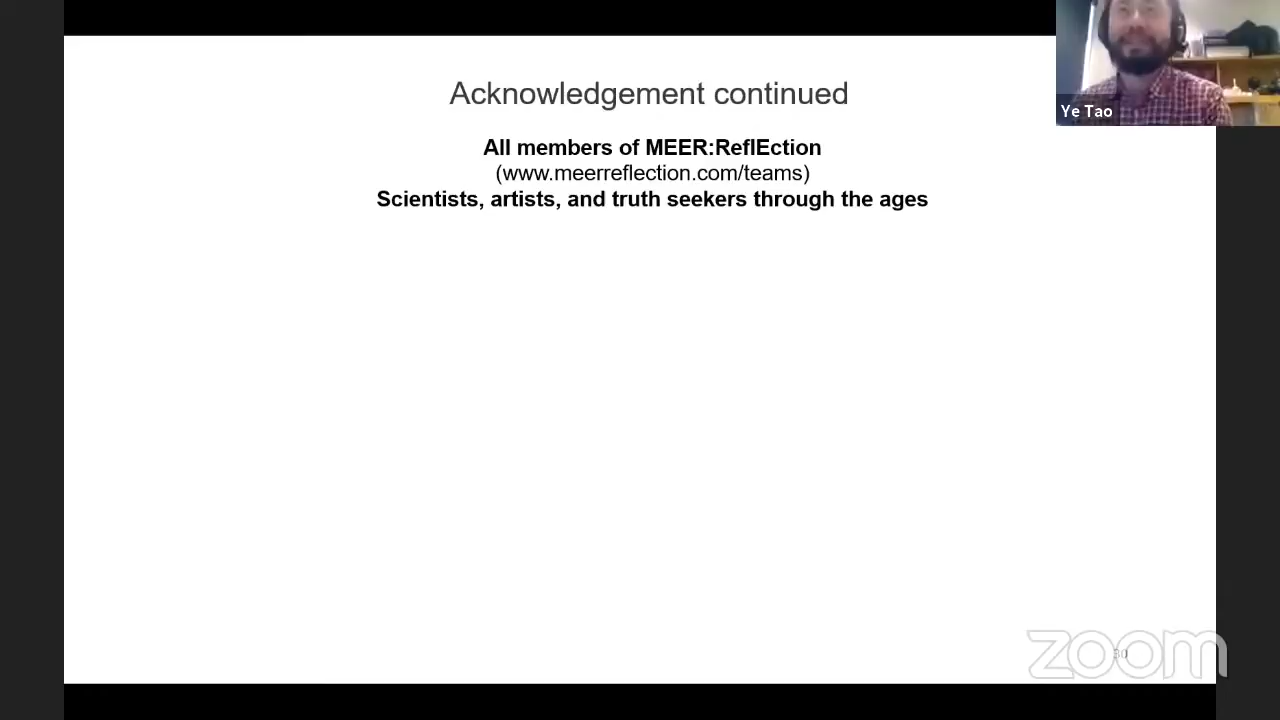 Acknowledgement continued
All members of MEER:ReflEction
(www.meerreflection.com/teams)
Scientists, artists, and truth seekers through the ages
Ye Tao
30
zoom